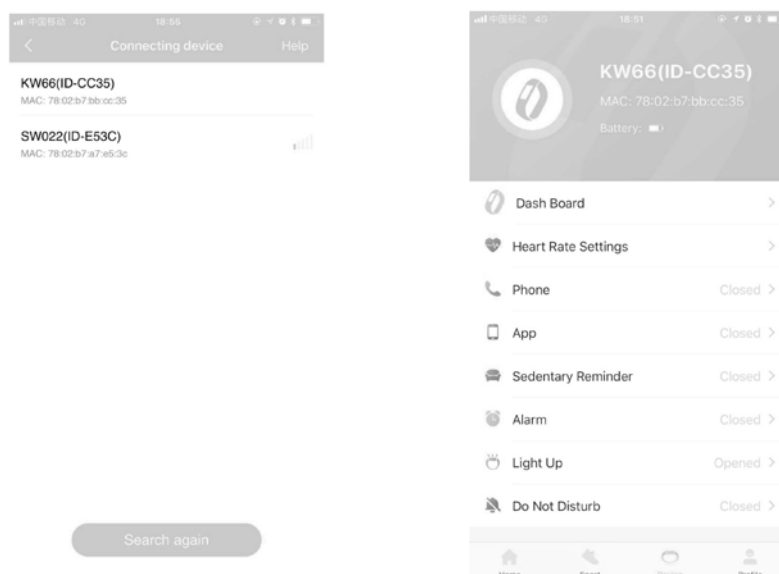 中国移动 4G 18:55
Connecting device Help
KW66(ID-CC35)
MAC: 78:02:b7:bb:cc:35
SW022(ID-E53C)
MAC: 78:02:b7:a7:e5:3c
Search again
中国移动 4G 18:51
KW66(ID-CC35)
MAC: 78:02:b7:bb:cc:35
Battery:
Dash Board
Heart Rate Settings
Phone Closed
App Closed
Sedentary Reminder Closed
Alarm Closed
Light Up Opened
Do Not Disturb Closed